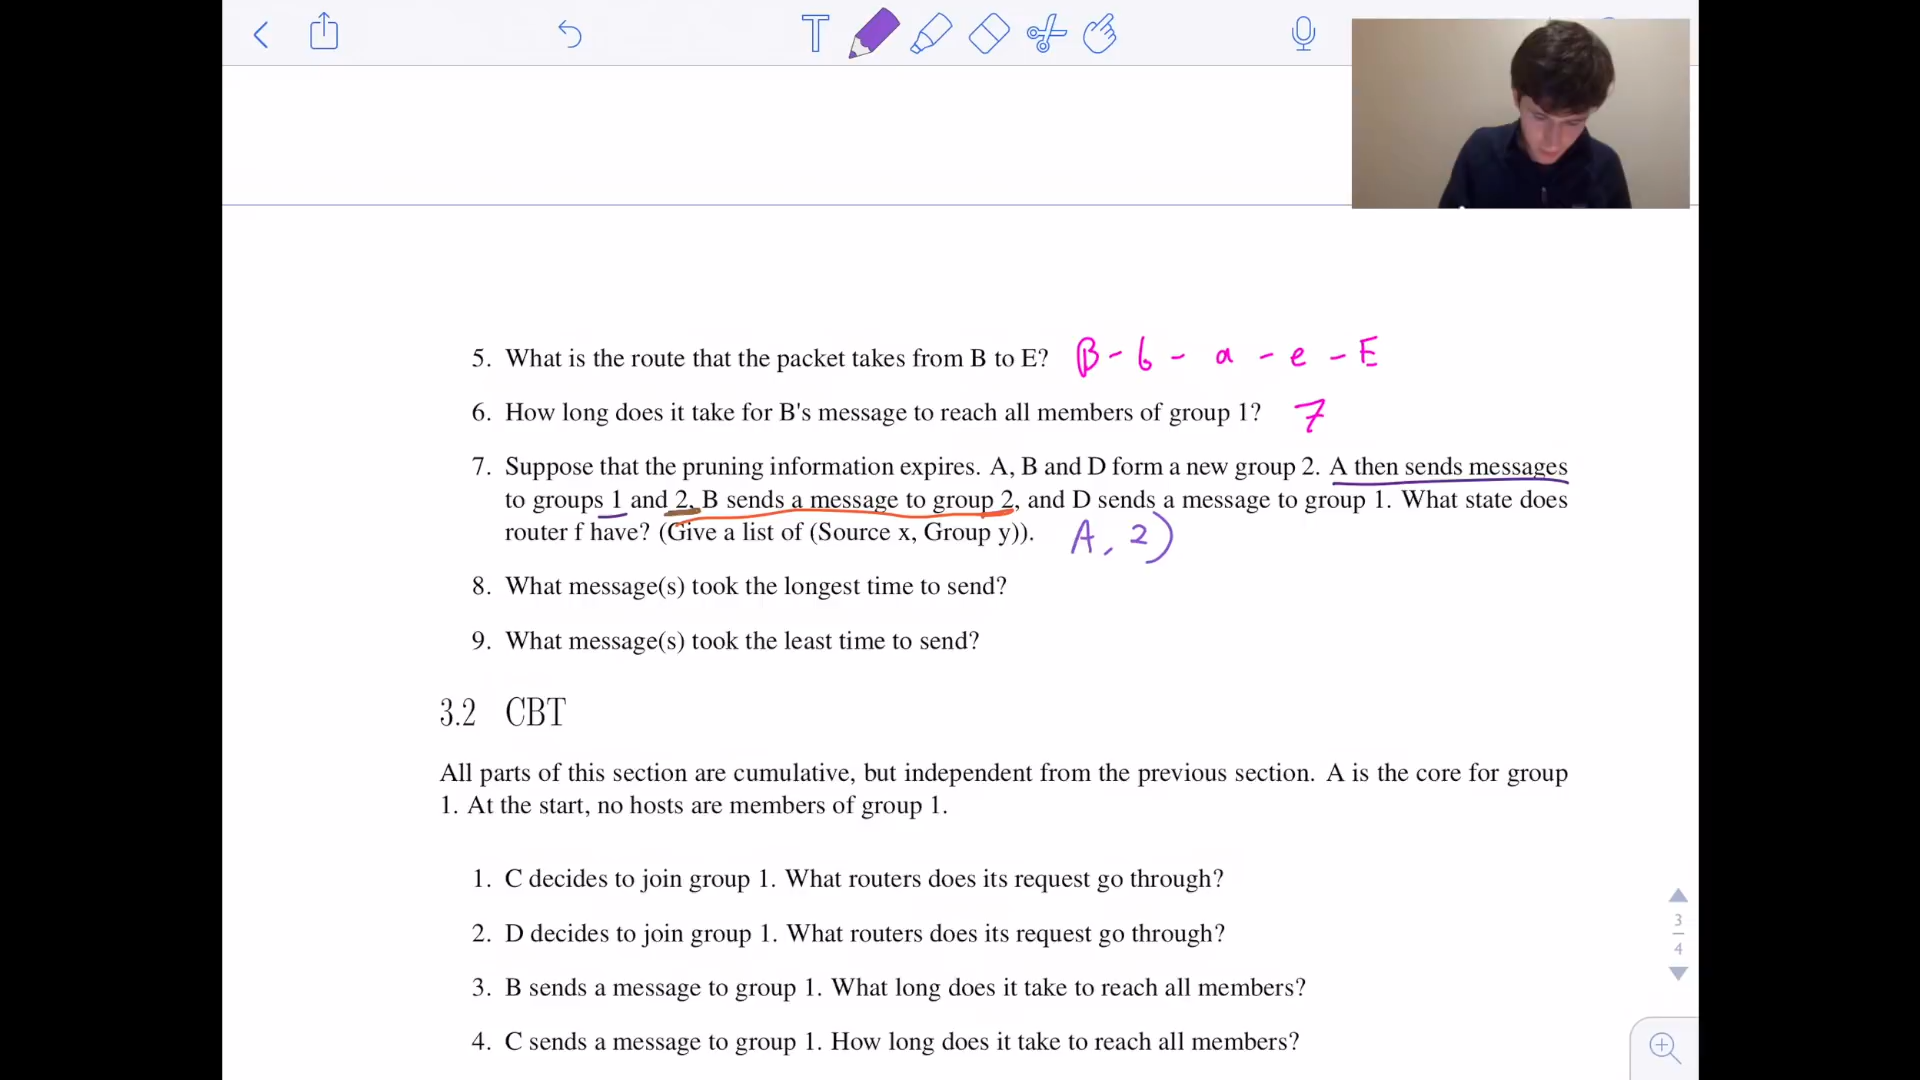 5. What is the route that the packet takes from B to E? B - b - a - e - E
6. How long does it take for B's message to reach all members of group 1? 7
7. Suppose that the pruning information expires. A, B and D form a new group 2. A then sends messages
to groups 1 and 2, B sends a message to group 2, and D sends a message to group 1. What state does
router f have? (Give a list of (Source x, Group y)). A, 2)
8. What message(s) took the longest time to send?
9. What message(s) took the least time to send?
3.2 CBT
All parts of this section are cumulative, but independent from the previous section. A is the core for group
1. At the start, no hosts are members of group 1.
1. C decides to join group 1. What routers does its request go through?
2. D decides to join group 1. What routers does its request go through?
3. B sends a message to group 1. What long does it take to reach all members?
4. C sends a message to group 1. How long does it take to reach all members?
3
4
T